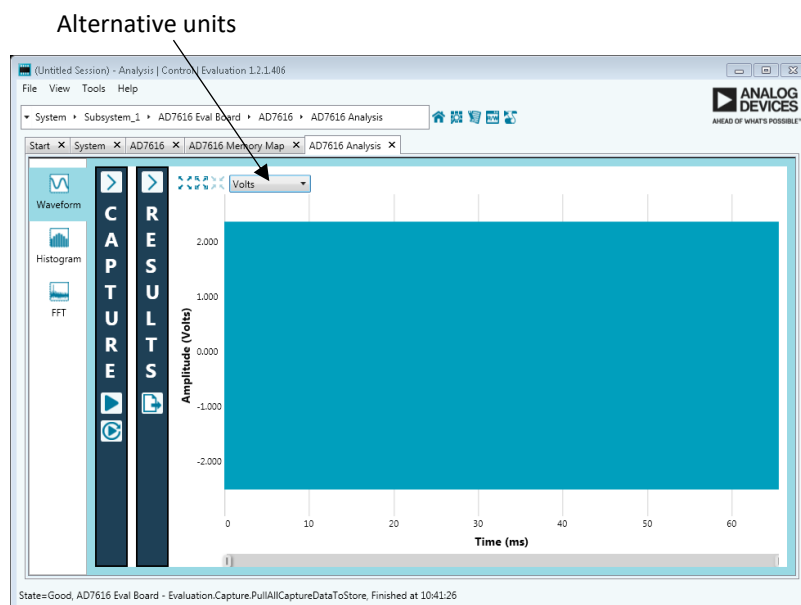 Alternative units
(Untitled Session) - Analysis | Control Evaluation 1.2.1.406
File View Tools Help
ANALOG
DEVICES
AHEAD OF WHAT'S POSSIBLE™
System Subsystem_1 AD7616 Eval Board AD7616 AD7616 Analysis
Start System AD7616 AD7616 Memory Map AD7616 Analysis
Waveform
Histogram
FFT
CAPTURE
RESULTS
Volts
Amplitude (Volts)
2.000
1.000
0.000
-1.000
-2.000
0 10 20 30 40 50 60
Time (ms)
State=Good, AD7616 Eval Board - Evaluation.Capture.PullAllCaptureDataToStore, Finished at 10:41:26